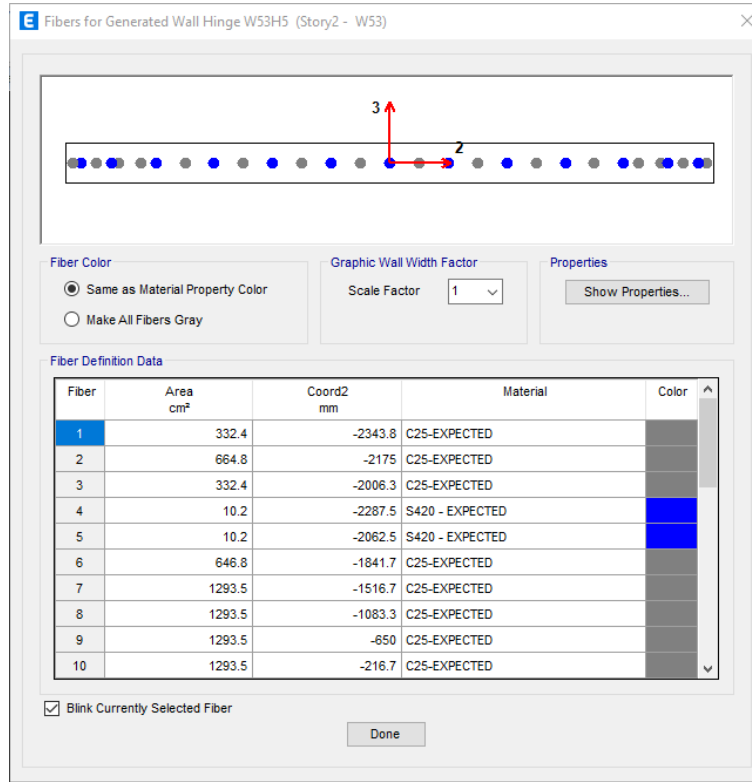 E Fibers for Generated Wall Hinge W53H5 (Story2 - W53)
3
2
Fiber Color
Same as Material Property Color
Make All Fibers Gray
Graphic Wall Width Factor
Scale Factor 1
Properties
Show Properties...
Fiber Definition Data
Fiber Area cm² Coord2 mm Material Color
1 332.4 -2343.8 C25-EXPECTED
2 664.8 -2175 C25-EXPECTED
3 332.4 -2006.3 C25-EXPECTED
4 10.2 -2287.5 S420 - EXPECTED
5 10.2 -2062.5 S420 - EXPECTED
6 646.8 -1841.7 C25-EXPECTED
7 1293.5 -1516.7 C25-EXPECTED
8 1293.5 -1083.3 C25-EXPECTED
9 1293.5 -650 C25-EXPECTED
10 1293.5 -216.7 C25-EXPECTED
Blink Currently Selected Fiber
Done